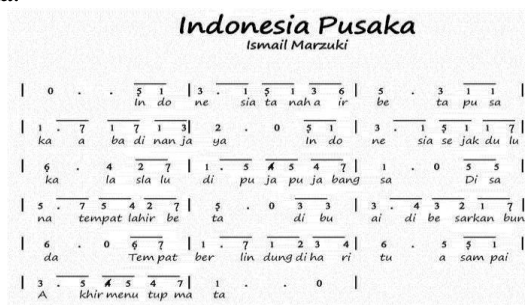 Indonesia Pusaka
Ismail Marzuki
| 0 . . 5̣ 1 | 3 . 1 5̣ 1 3 6 | 5 . 3 1 1 |
In do ne sia ta nah a ir be ta pu sa
| 1 . 7̣ 1 7̣ 1 3 | 2 . 0 5̣ 1 | 3 . 1 5̣ 1 1 7̣ |
ka a ba di nan ja ya In do ne sia se jak du lu
| 6̣ . 4 2 7̣ | 1 . 5 4̸ 5 4 7̣ | 1 . 0 5 5 |
ka la sla lu di pu ja pu ja bang sa Di sa
| 5 . 7 5 4 2 7̣ | 5̣ . 0 3 3 | 3 . 4 3 2 1 7̣ |
na tempat lahir be ta di bu ai di be sarkan bun
| 6 . 0 6̣ 7̣ | 1 . 7̣ 1 2 3 4 | 6 . 5 5̣ 1 |
da Tem pat ber lin dung di ha ri tu a sam pai
| 3 . 5 4̸ 5 4 7̣ | 1 . . 0 |
A khir menu tup ma ta